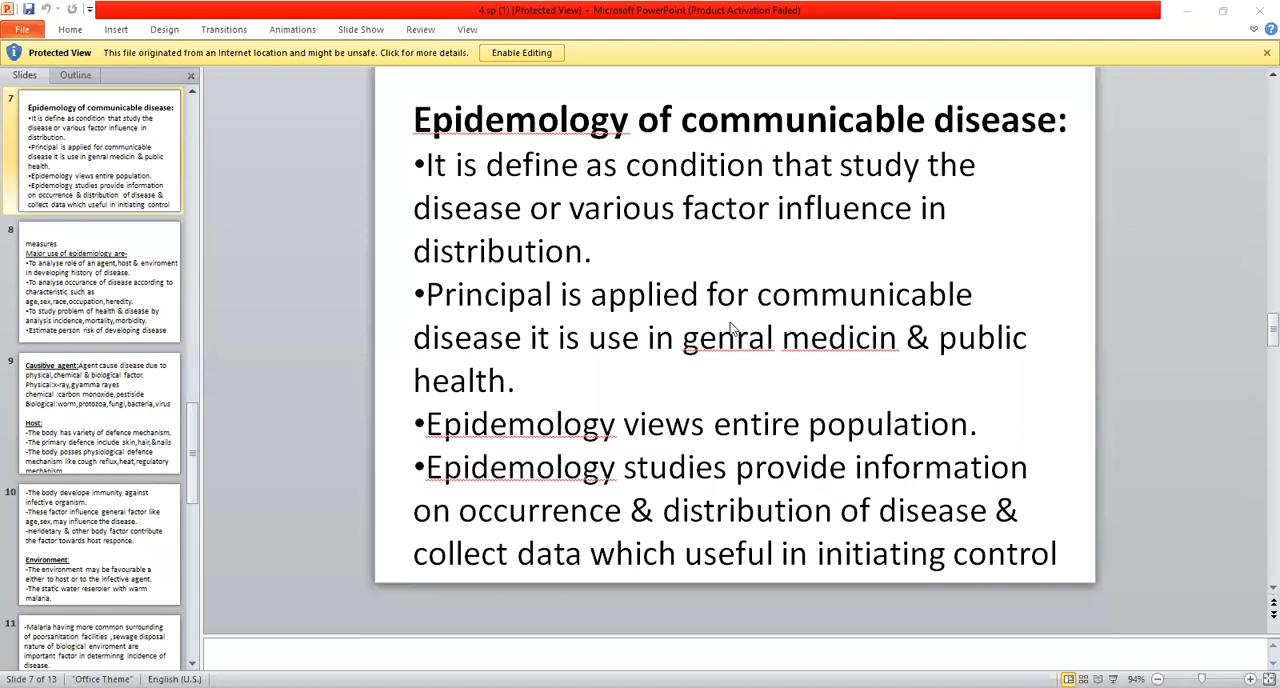 4.sp (1) [Protected View] - Microsoft PowerPoint (Product Activation Failed)
File Home Insert Design Transitions Animations Slide Show Review View
Protected View This file originated from an Internet location and might be unsafe. Click for more details. Enable Editing
Slides Outline
7
Epidemology of communicable disease:
•It is define as condition that study the
disease or various factor influence in
distribution.
•Principal is applied for communicable
disease it is use in genral medicin & public
health.
•Epidemology views entire population.
•Epidemology studies provide information
on occurrence & distribution of disease &
collect data which useful in initiating control
8
measures
Major use of epidemology are-
•To analyse role of an agent,host & enviroment
in developing history of disease.
•To analyse occurance of disease according to
characteristic such as
age,sex,race,occupation,heredity.
•To study problem of health & disease by
analysis incidence,mortality,morbidity.
•Estimate person risk of developing disease
9
Causitive agent:Agent cause disease due to
physical,chemical & biological factor.
Physical:x-ray,gyamma rayes
chemical :carbon monoxide,pestiside
Biological:worm,protozoa,fungi,bacteria,virus
Host:
-The body has variety of defence mechanism.
-The primary defence include skin,hair,&nails
-The body posses physiological defence
mechanism like cough reflux,heat,regulatory
mechanism
10
-The body develope immunity against
infective organism.
-These factor influence general factor like
age,sex,may influence the disease.
-Heridetary & other body factor contribute
the factor towards host responce.
Environment:
-The environment may be favourable a
either to host or to the infective agent.
-The static water reseroier with warm
malaria.
11
-Malaria having more common surrounding
of poorsanitation facilities ,sewage disposal
nature of biological enviroment are
important factor in determinng incidence of
disease.
Epidemology of communicable disease:
•It is define as condition that study the
disease or various factor influence in
distribution.
•Principal is applied for communicable
disease it is use in genral medicin & public
health.
•Epidemology views entire population.
•Epidemology studies provide information
on occurrence & distribution of disease &
collect data which useful in initiating control
Slide 7 of 13 "Office Theme" English (U.S.) 94%